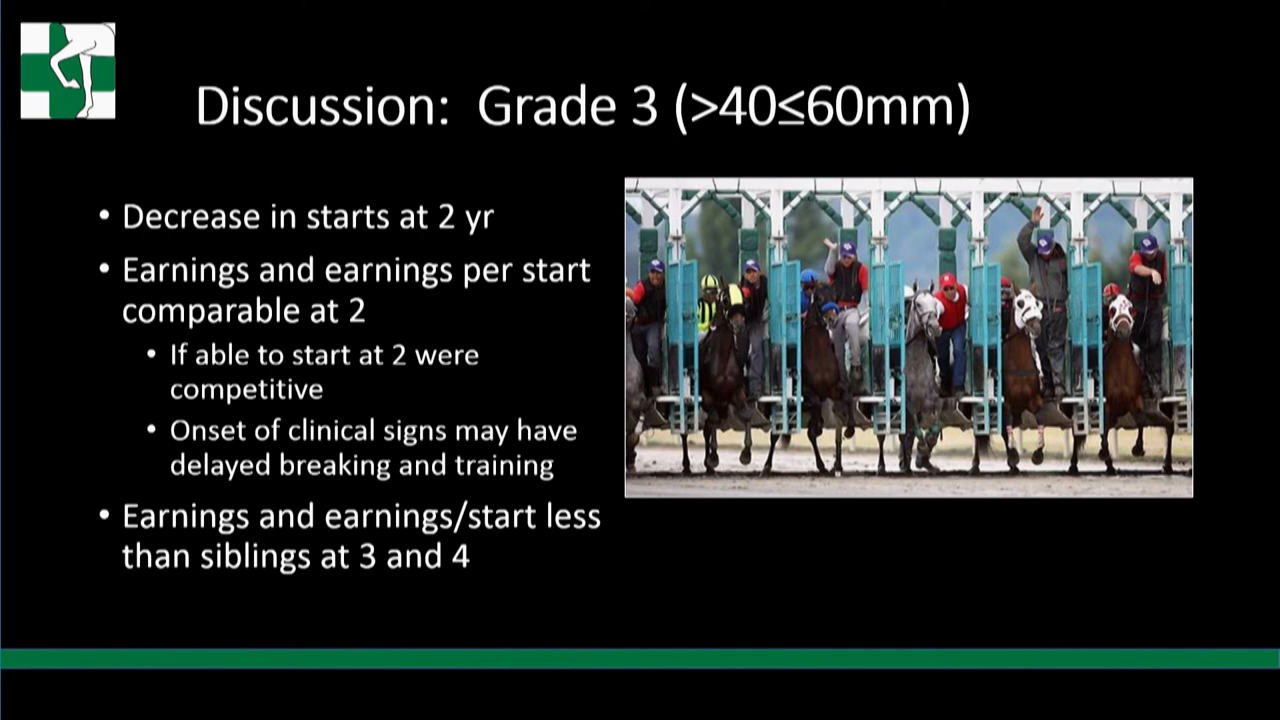 Discussion:  Grade 3 (>40≤60mm)
• Decrease in starts at 2 yr
• Earnings and earnings per start
comparable at 2
• If able to start at 2 were
competitive
• Onset of clinical signs may have
delayed breaking and training
• Earnings and earnings/start less
than siblings at 3 and 4